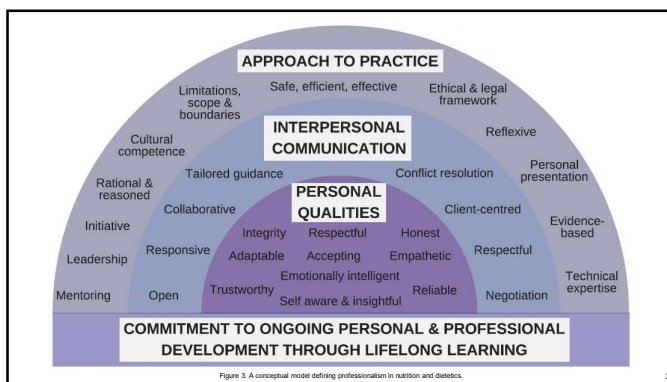 APPROACH TO PRACTICE
Safe, efficient, effective
Limitations,
scope &
boundaries
Ethical & legal
framework
Cultural
competence
Reflexive
Rational &
reasoned
Personal
presentation
Initiative
Evidence-
based
Leadership
Technical
expertise
Mentoring
INTERPERSONAL
COMMUNICATION
Tailored guidance
Conflict resolution
Collaborative
Client-centred
Responsive
Respectful
Open
Negotiation
PERSONAL
QUALITIES
Integrity Respectful Honest
Adaptable Accepting Empathetic
Emotionally intelligent
Trustworthy Reliable
Self aware & insightful
COMMITMENT TO ONGOING PERSONAL & PROFESSIONAL
DEVELOPMENT THROUGH LIFELONG LEARNING
Figure 3. A conceptual model defining professionalism in nutrition and dietetics.